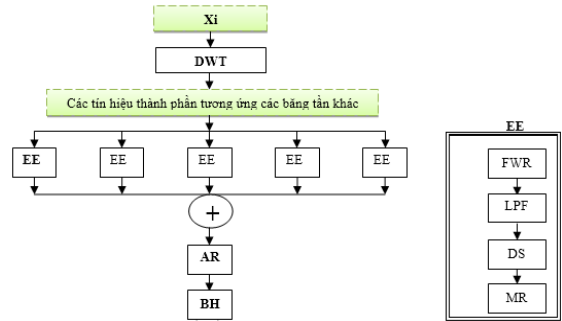 Xi
DWT
Các tín hiệu thành phần tương ứng các băng tần khác
EE EE EE EE EE
+
AR
BH
EE
FWR
LPF
DS
MR